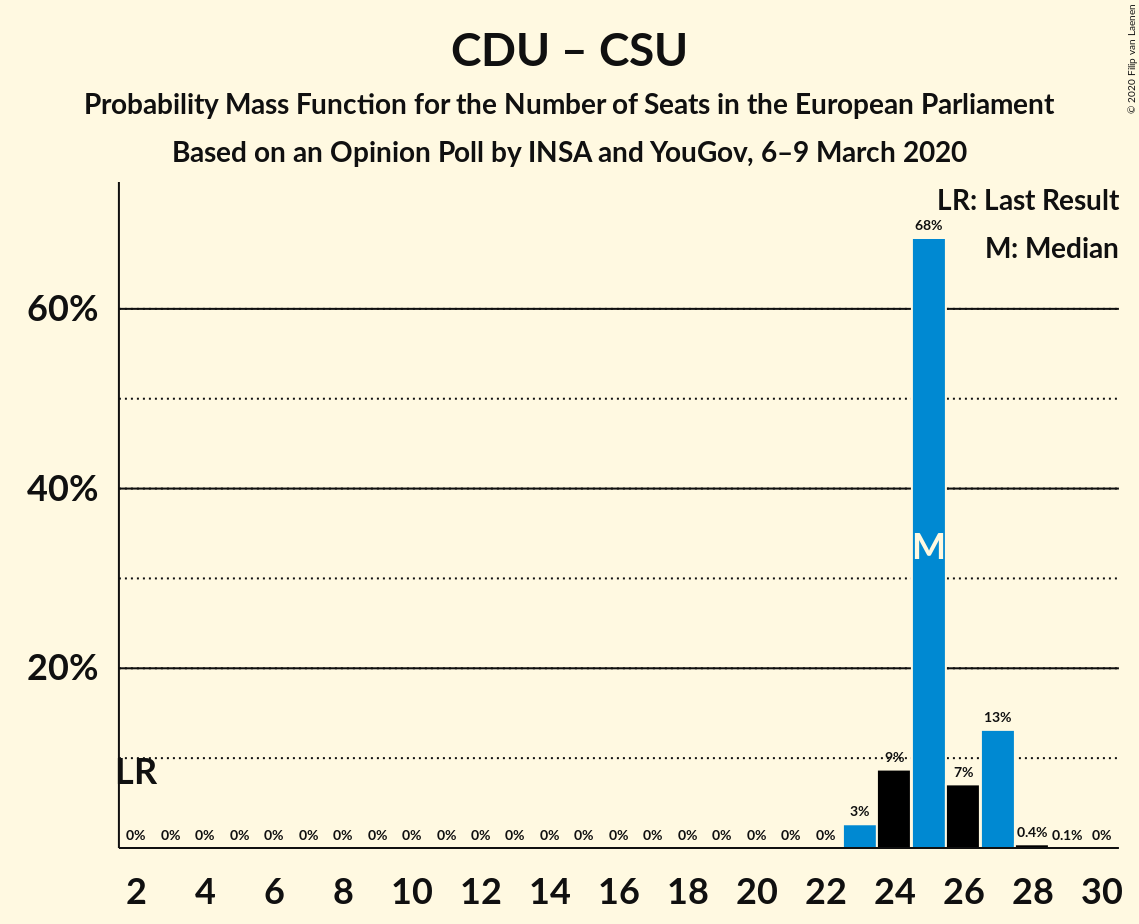 CDU – CSU
Probability Mass Function for the Number of Seats in the European Parliament
Based on an Opinion Poll by INSA and YouGov, 6–9 March 2020
© 2020 Filip van Laenen
LR: Last Result
M: Median
68%
60%
40%
M
20%
13%
9%
7%
LR
3%
0% 0% 0% 0% 0% 0% 0% 0% 0% 0% 0% 0% 0% 0% 0% 0% 0% 0% 0% 0% 0% 0.4% 0.1% 0%
2 4 6 8 10 12 14 16 18 20 22 24 26 28 30